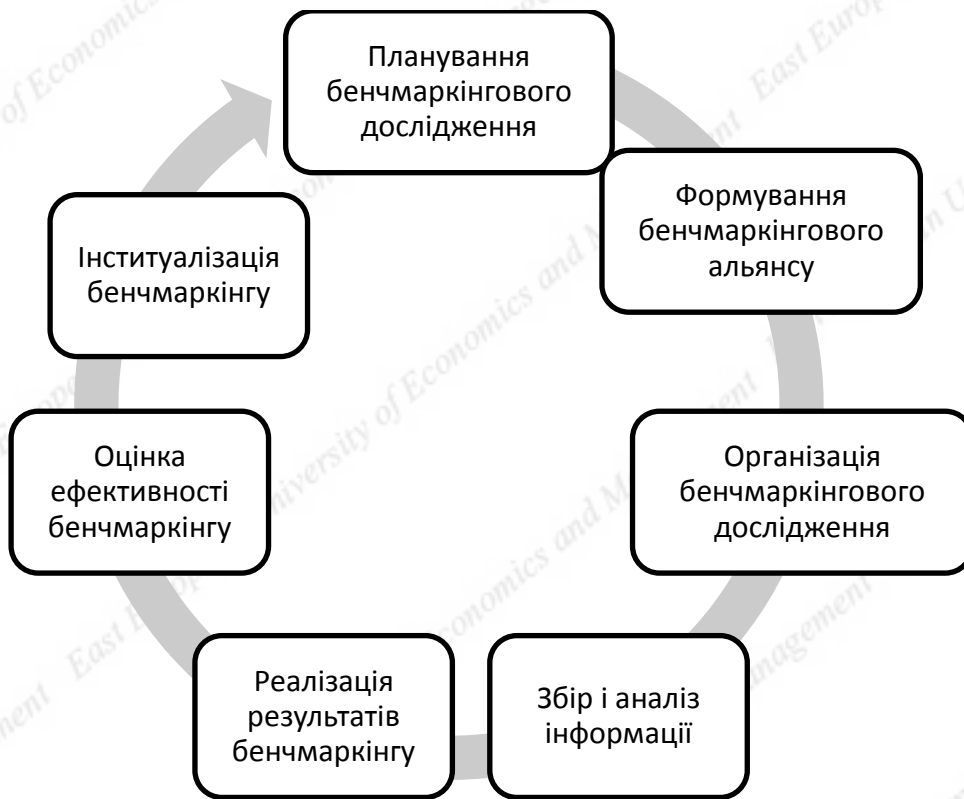 Планування
бенчмаркінгового
дослідження
Формування
бенчмаркінгового
альянсу
Організація
бенчмаркінгового
дослідження
Збір і аналіз
інформації
Реалізація
результатів
бенчмаркінгу
Оцінка
ефективності
бенчмаркінгу
Інституалізація
бенчмаркінгу